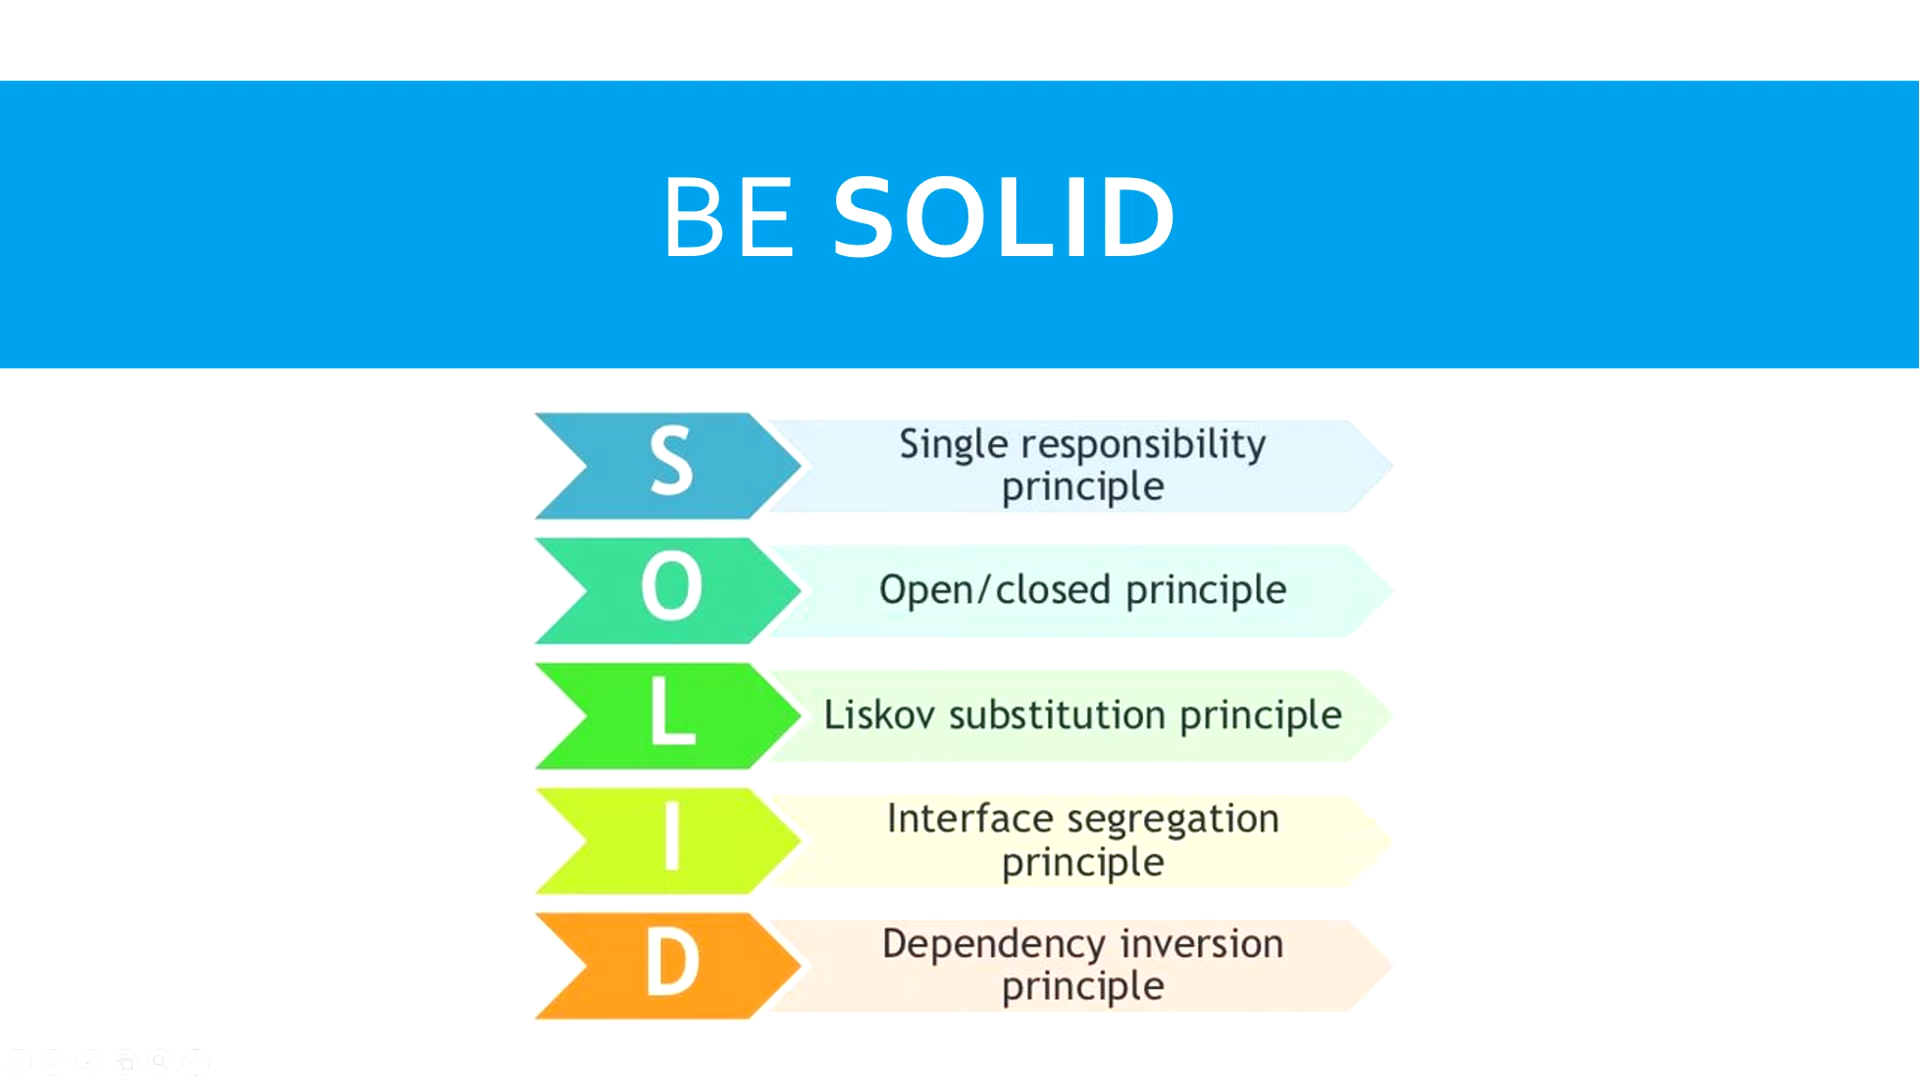 BE SOLID
S
Single responsibility
principle
O
Open/closed principle
L
Liskov substitution principle
I
Interface segregation
principle
D
Dependency inversion
principle